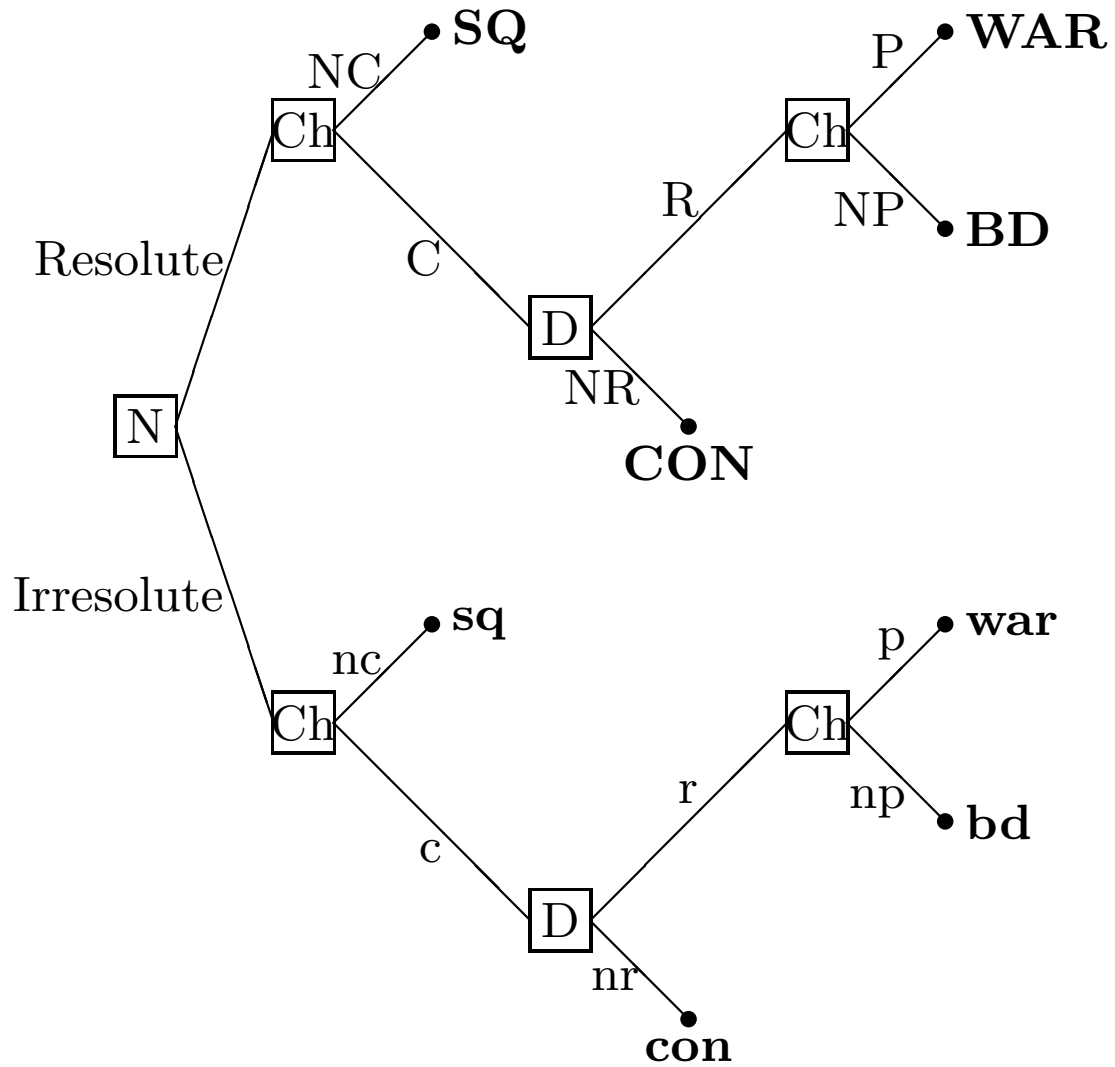 SQ
WAR
NC
P
Ch
Ch
R
NP
BD
Resolute
C
D
NR
N
CON
Irresolute
sq
war
nc
p
Ch
Ch
r
np
bd
c
D
nr
con